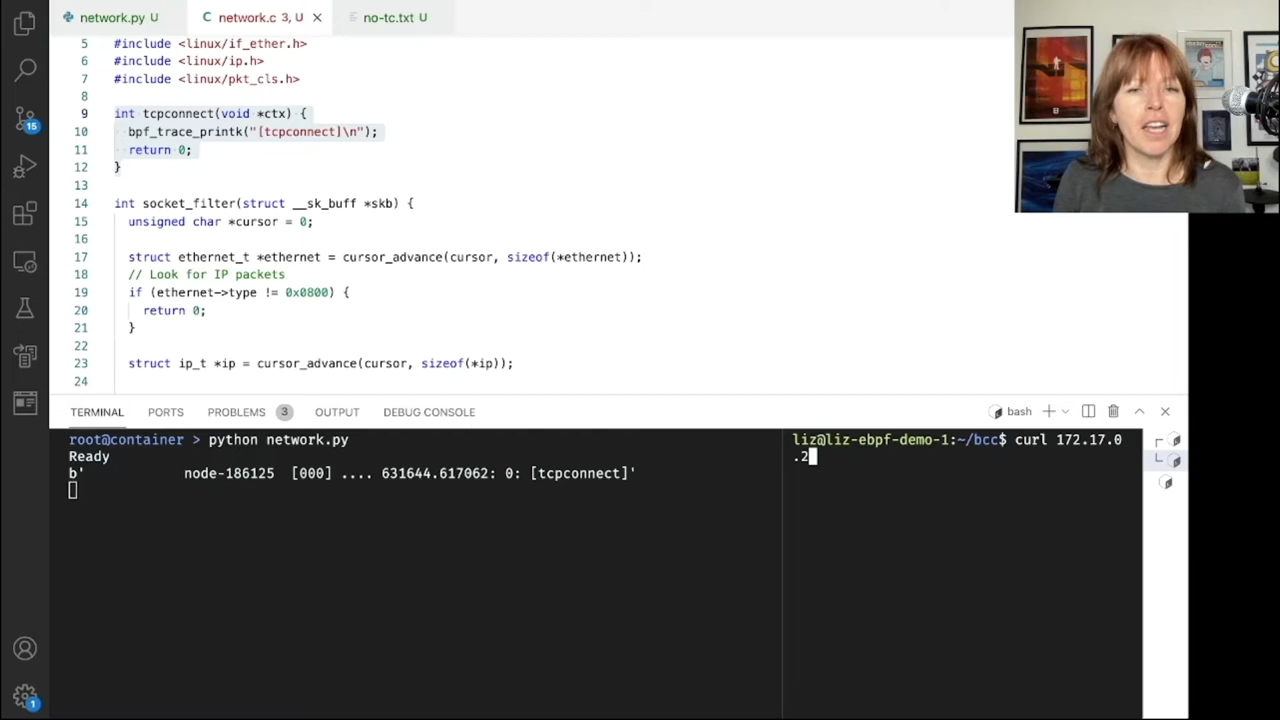 network.py U
network.c 3, U
no-tc.txt U
5 #include <linux/if_ether.h>
6 #include <linux/ip.h>
7 #include <linux/pkt_cls.h>
8
9 int tcpconnect(void *ctx) {
10 bpf_trace_printk("[tcpconnect]\n");
11 return 0;
12 }
13
14 int socket_filter(struct __sk_buff *skb) {
15 unsigned char *cursor = 0;
16
17 struct ethernet_t *ethernet = cursor_advance(cursor, sizeof(*ethernet));
18 // Look for IP packets
19 if (ethernet->type != 0x0800) {
20 return 0;
21 }
22
23 struct ip_t *ip = cursor_advance(cursor, sizeof(*ip));
24
15
TERMINAL PORTS PROBLEMS 3 OUTPUT DEBUG CONSOLE
bash
root@container > python network.py
Ready
b' node-186125 [000] .... 631644.617062: 0: [tcpconnect]'
liz@liz-ebpf-demo-1:~/bcc$ curl 172.17.0
.2
1